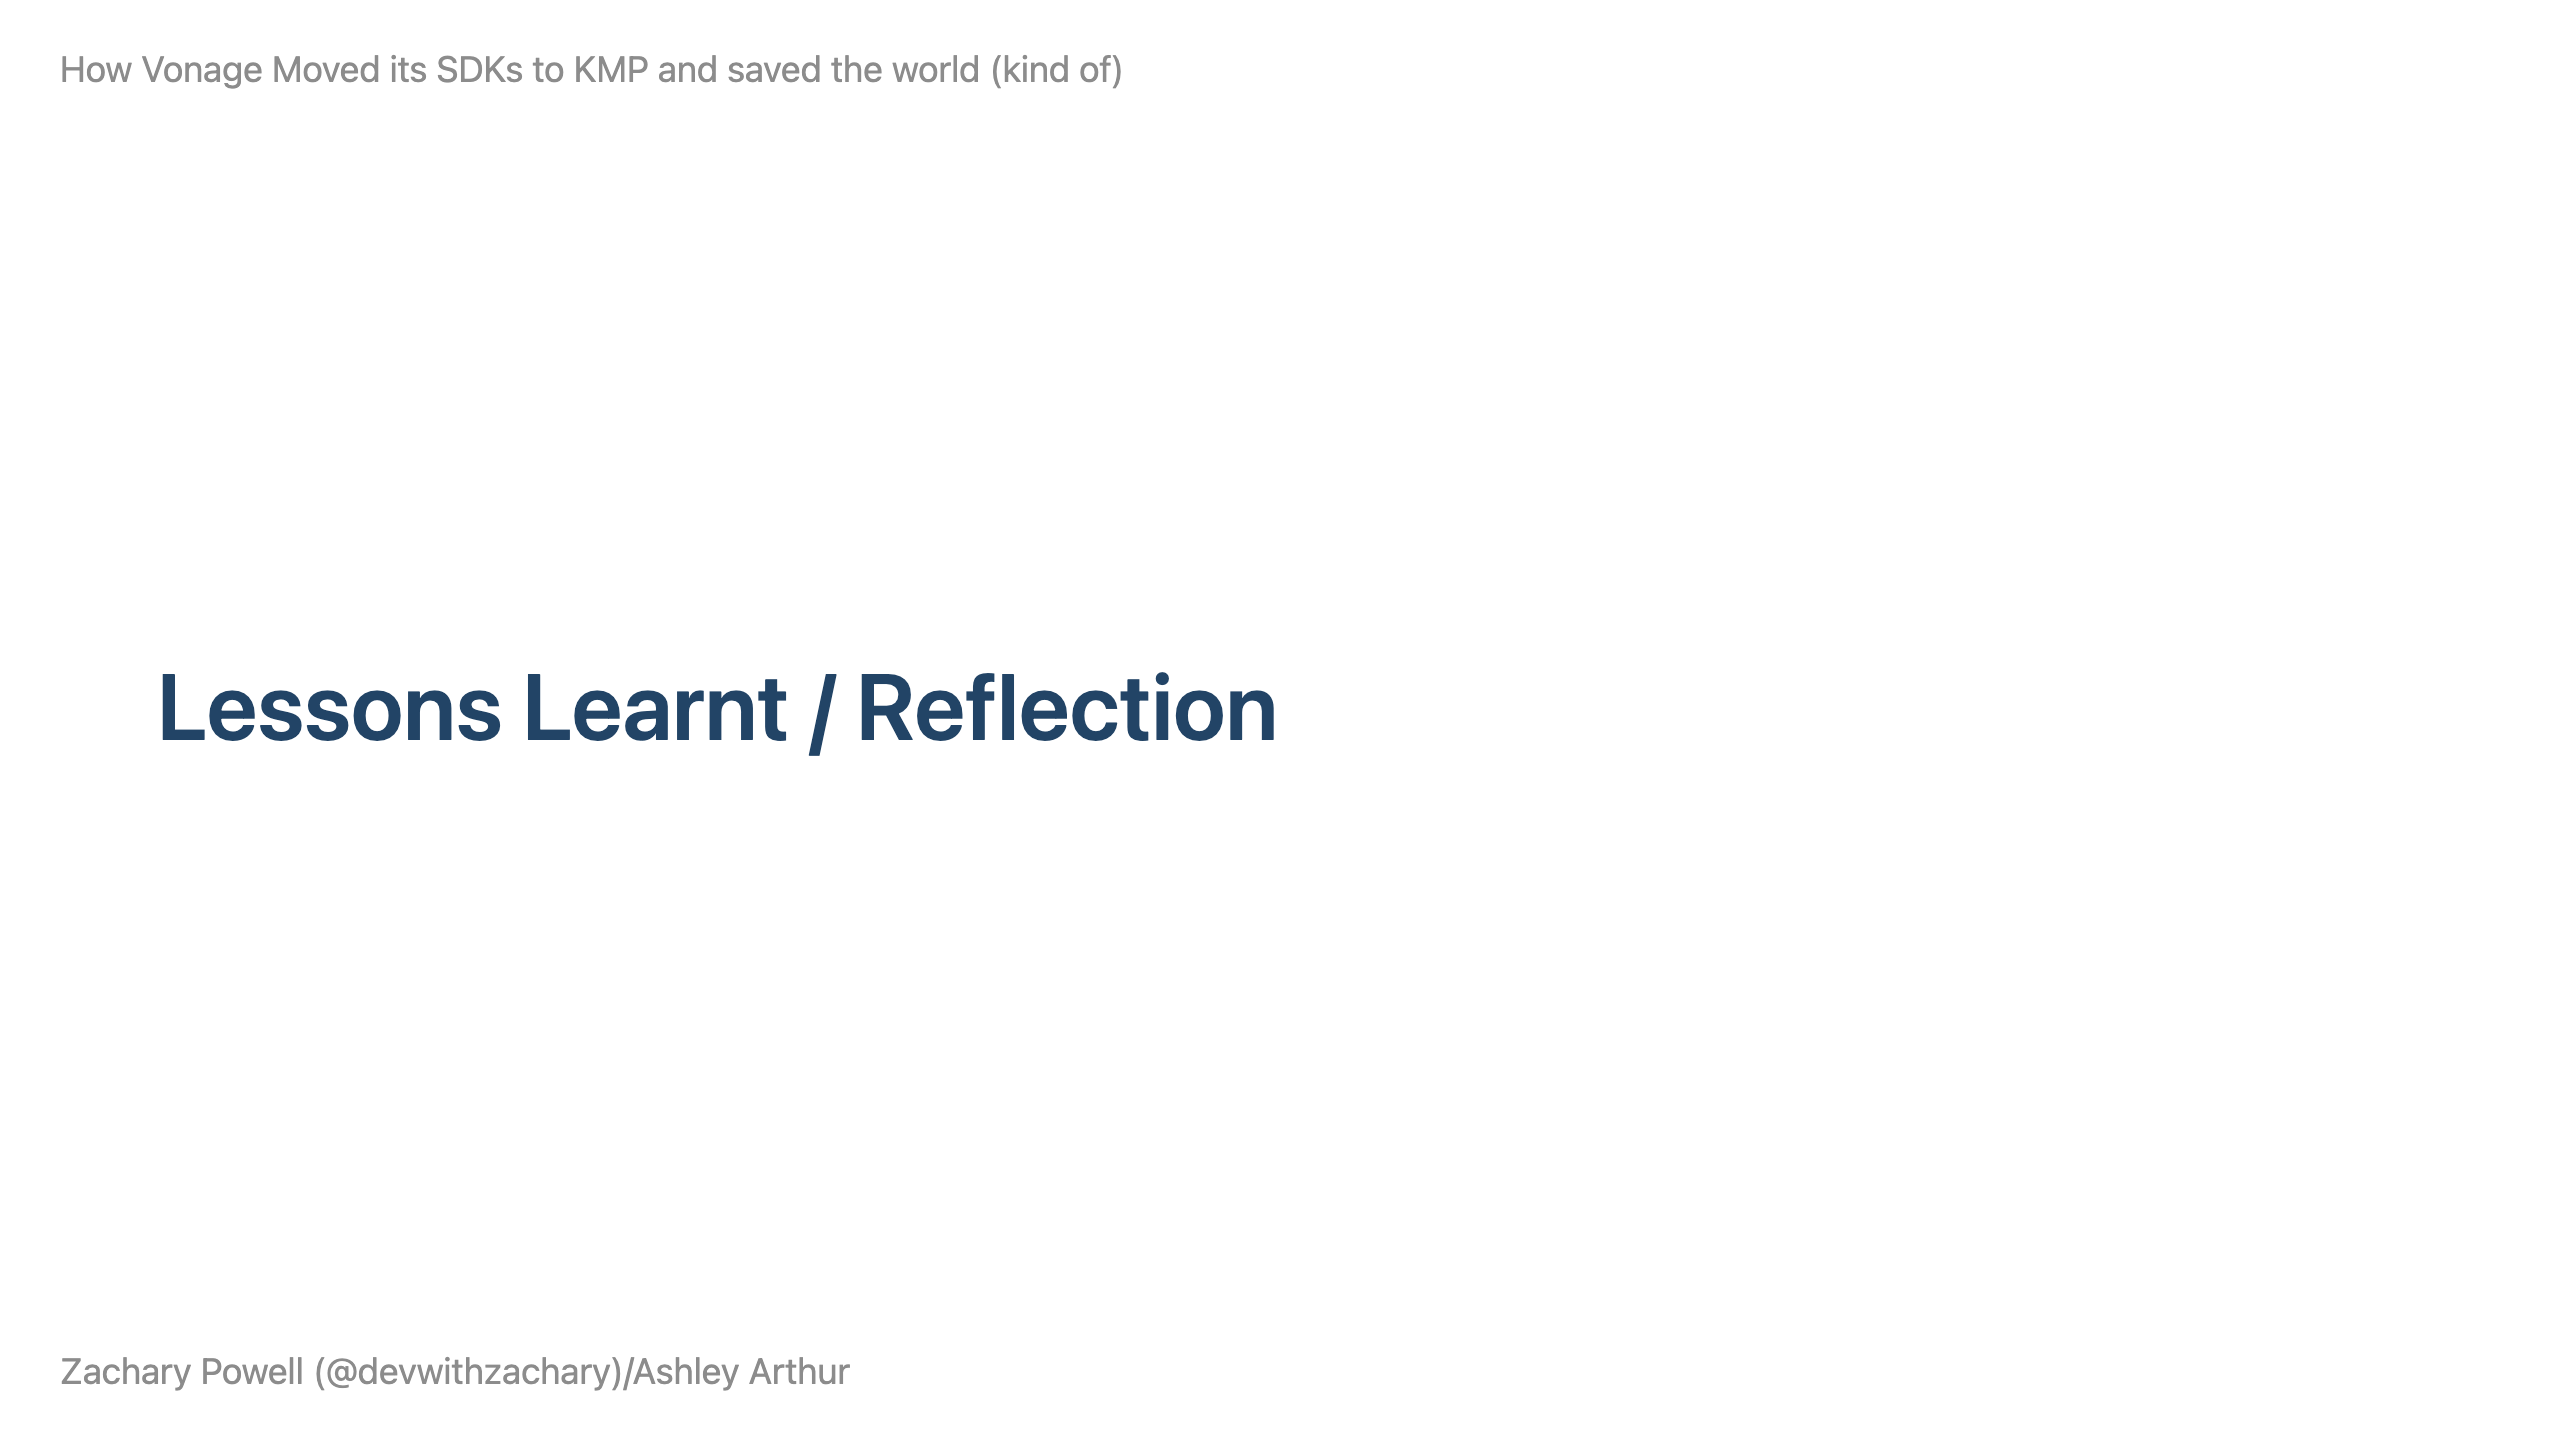 How Vonage Moved its SDKs to KMP and saved the world (kind of)
Lessons Learnt / Reflection
Zachary Powell (@devwithzachary)/Ashley Arthur